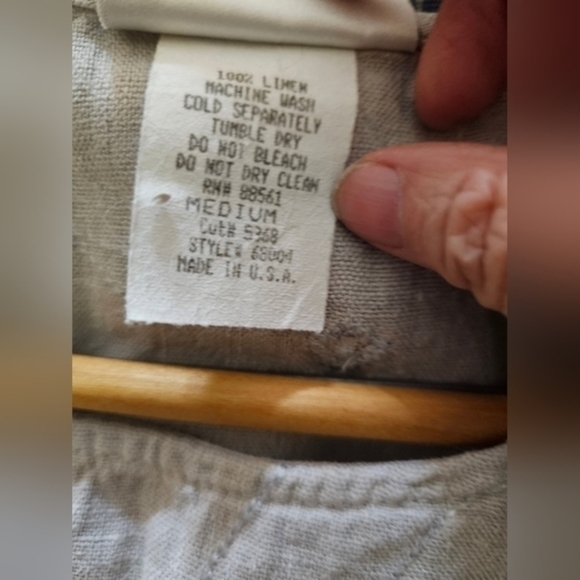 100% LINEN
MACHINE WASH
COLD SEPARATELY
TUMBLE DRY
DO NOT BLEACH
DO NOT DRY CLEAN
RN# 88561
MEDIUM
Cut# 5368
STYLE# 68004
MADE IN U.S.A.